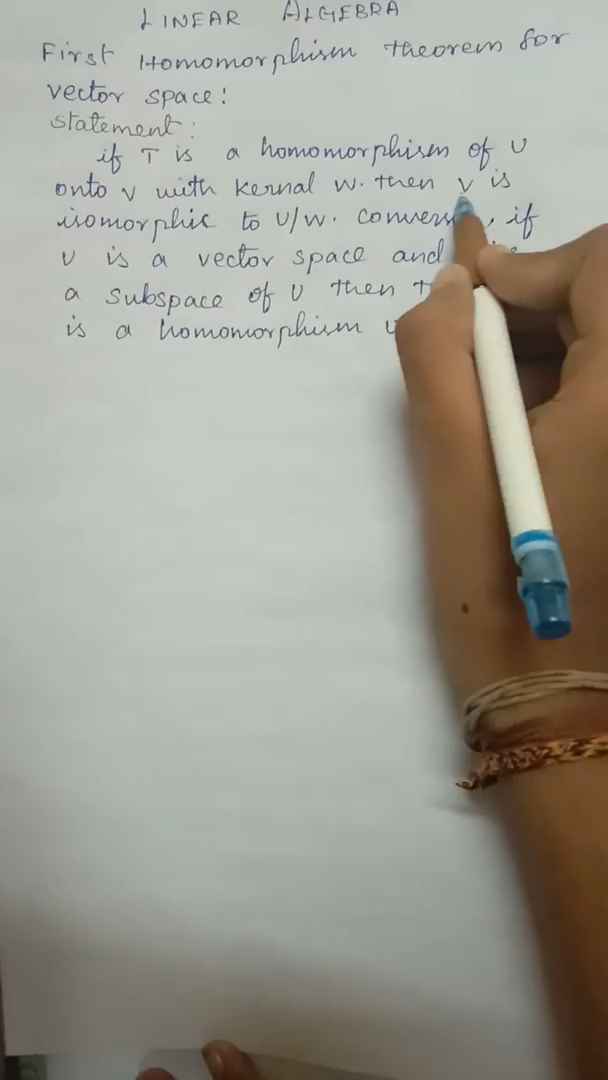 LINEAR ALGEBRA
First Homomorphism theorem for
vector space:
statement:
if T is a homomorphism of U
onto V with kernal W. then V is
isomorphic to U/W. , if
U is a vector space and
a subspace of U then
is a homomorphism